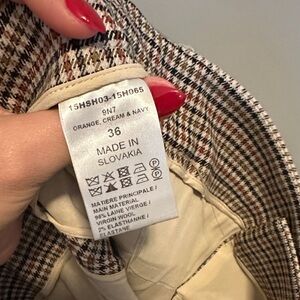 15HSH03-15H065
9N7
ORANGE, CREAM & NAVY
36
MADE IN
SLOVAKIA
P
P
MATIÈRE PRINCIPALE /
MAIN MATERIAL
98% LAINE VIERGE /
VIRGIN WOOL
2% ELASTHANNE /
ELASTANE